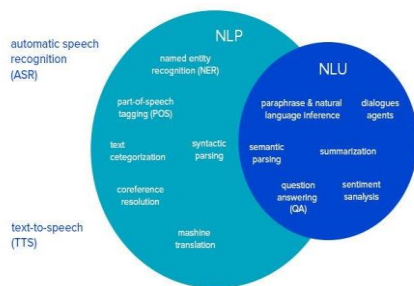 automatic speech
recognition
(ASR)
text-to-speech
(TTS)
NLP
named entity
recognition (NER)
part-of-speech
tagging (POS)
text
cetegorization
syntactic
parsing
coreference
resolution
mashine
translation
NLU
paraphrase & natural
language inference
dialogues
agents
semantic
parsing
summarization
question
answering
(QA)
sentiment
sanalysis